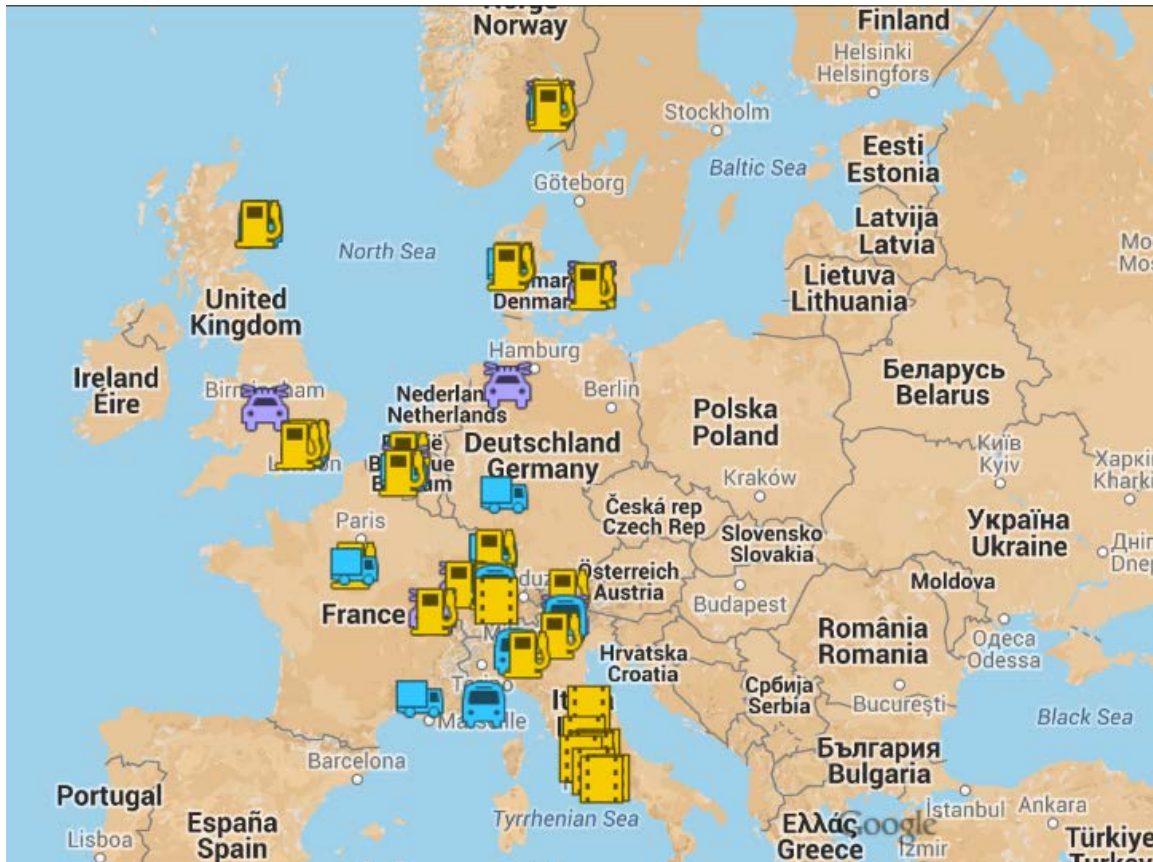 Norway
Finland
Helsinki
Helsingfors
Stockholm
Eesti
Estonia
Baltic Sea
Göteborg
Latvija
Latvia
North Sea
Lietuva
Lithuania
United
Kingdom
Hamburg
Ireland
Éire
Berlin
Беларусь
Belarus
Netherlands
Polska
Poland
Deutschland
Germany
Київ
Kyiv
Kraków
Česká rep
Czech Rep
Paris
Slovensko
Slovakia
Україна
Ukraine
Österreich
Austria
Moldova
Budapest
France
România
Romania
Одеса
Odessa
Hrvatska
Croatia
Србија
Serbia
București
Black Sea
България
Bulgaria
Barcelona
Portugal
Tyrrhenian Sea
İstanbul
Ankara
España
Spain
Lisboa
Ελλάς
Greece
Google
İzmir
Türkiye